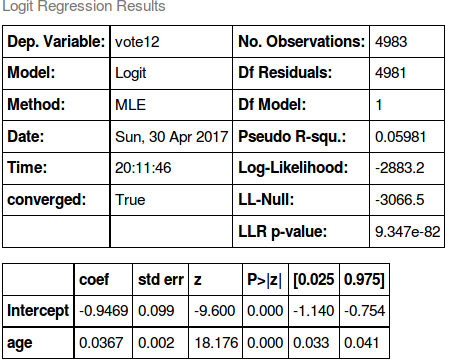 Logit Regression Results
Dep. Variable: vote12 No. Observations: 4983
Model: Logit Df Residuals: 4981
Method: MLE Df Model: 1
Date: Sun, 30 Apr 2017 Pseudo R-squ.: 0.05981
Time: 20:11:46 Log-Likelihood: -2883.2
converged: True LL-Null: -3066.5
LLR p-value: 9.347e-82
coef std err z P>|z| [0.025 0.975]
Intercept -0.9469 0.099 -9.600 0.000 -1.140 -0.754
age 0.0367 0.002 18.176 0.000 0.033 0.041